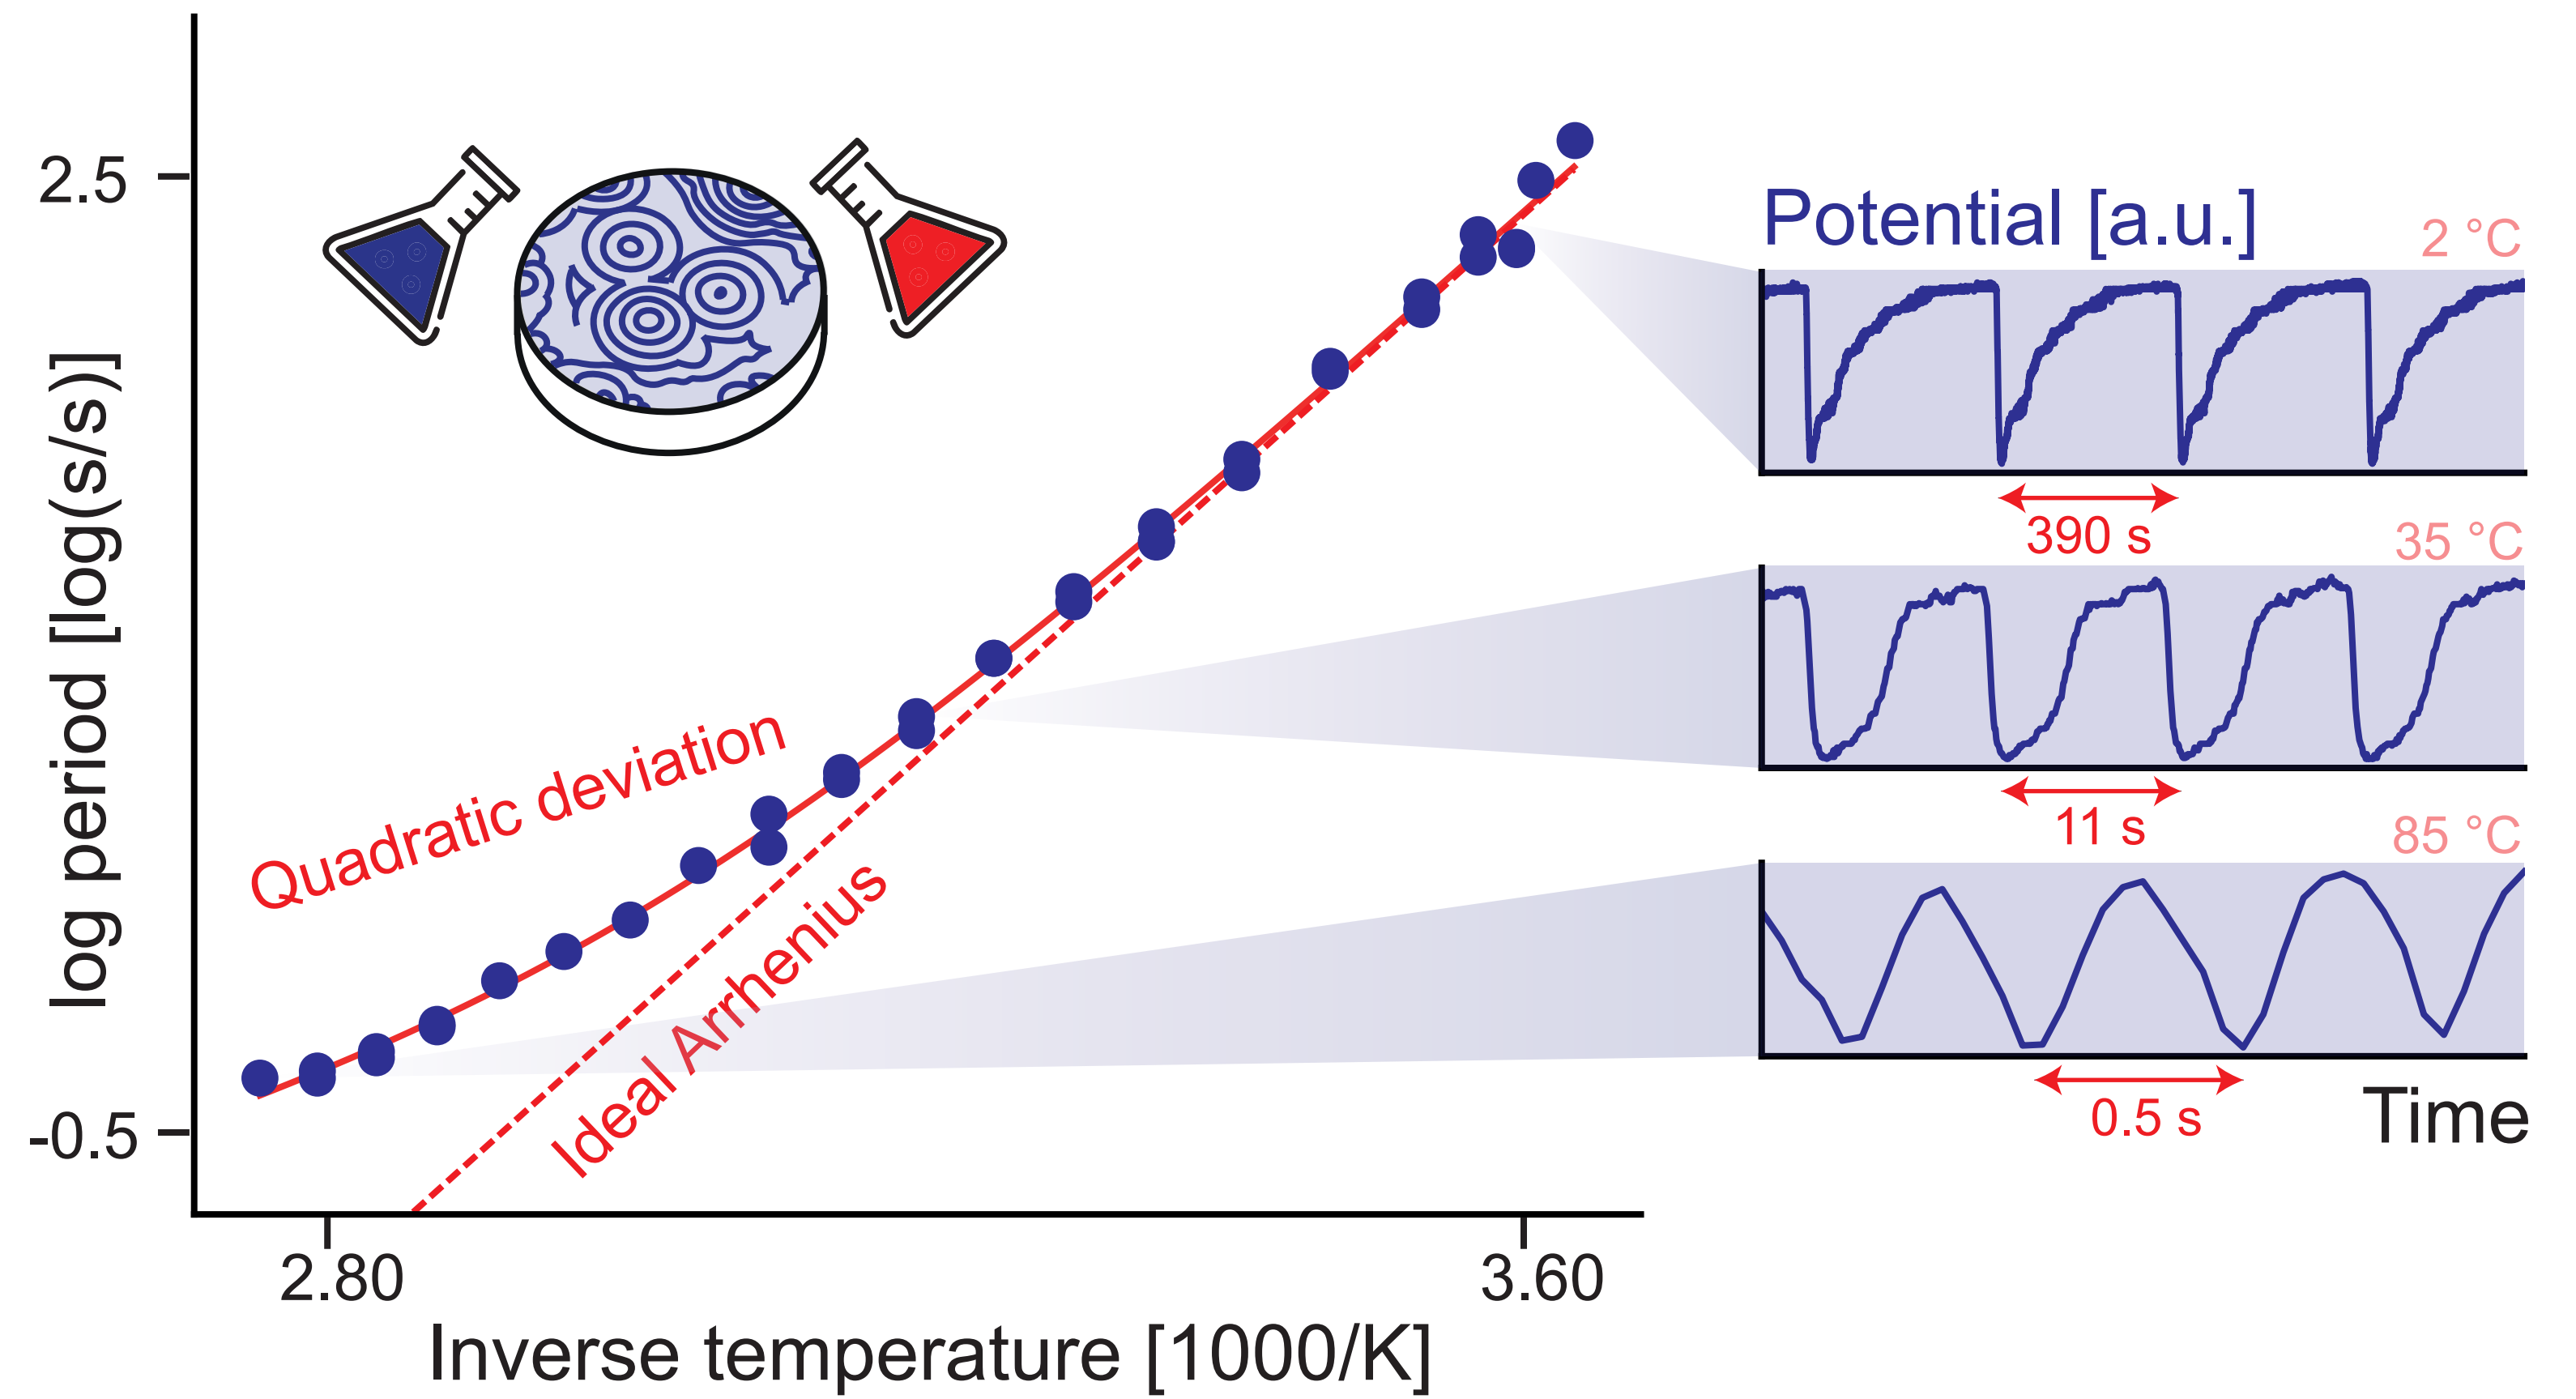 2.5
-0.5
log period [log(s/s)]
2.80
3.60
Inverse temperature [1000/K]
Quadratic deviation
Ideal Arrhenius
Potential [a.u.]
2 °C
390 s
35 °C
11 s
85 °C
0.5 s
Time